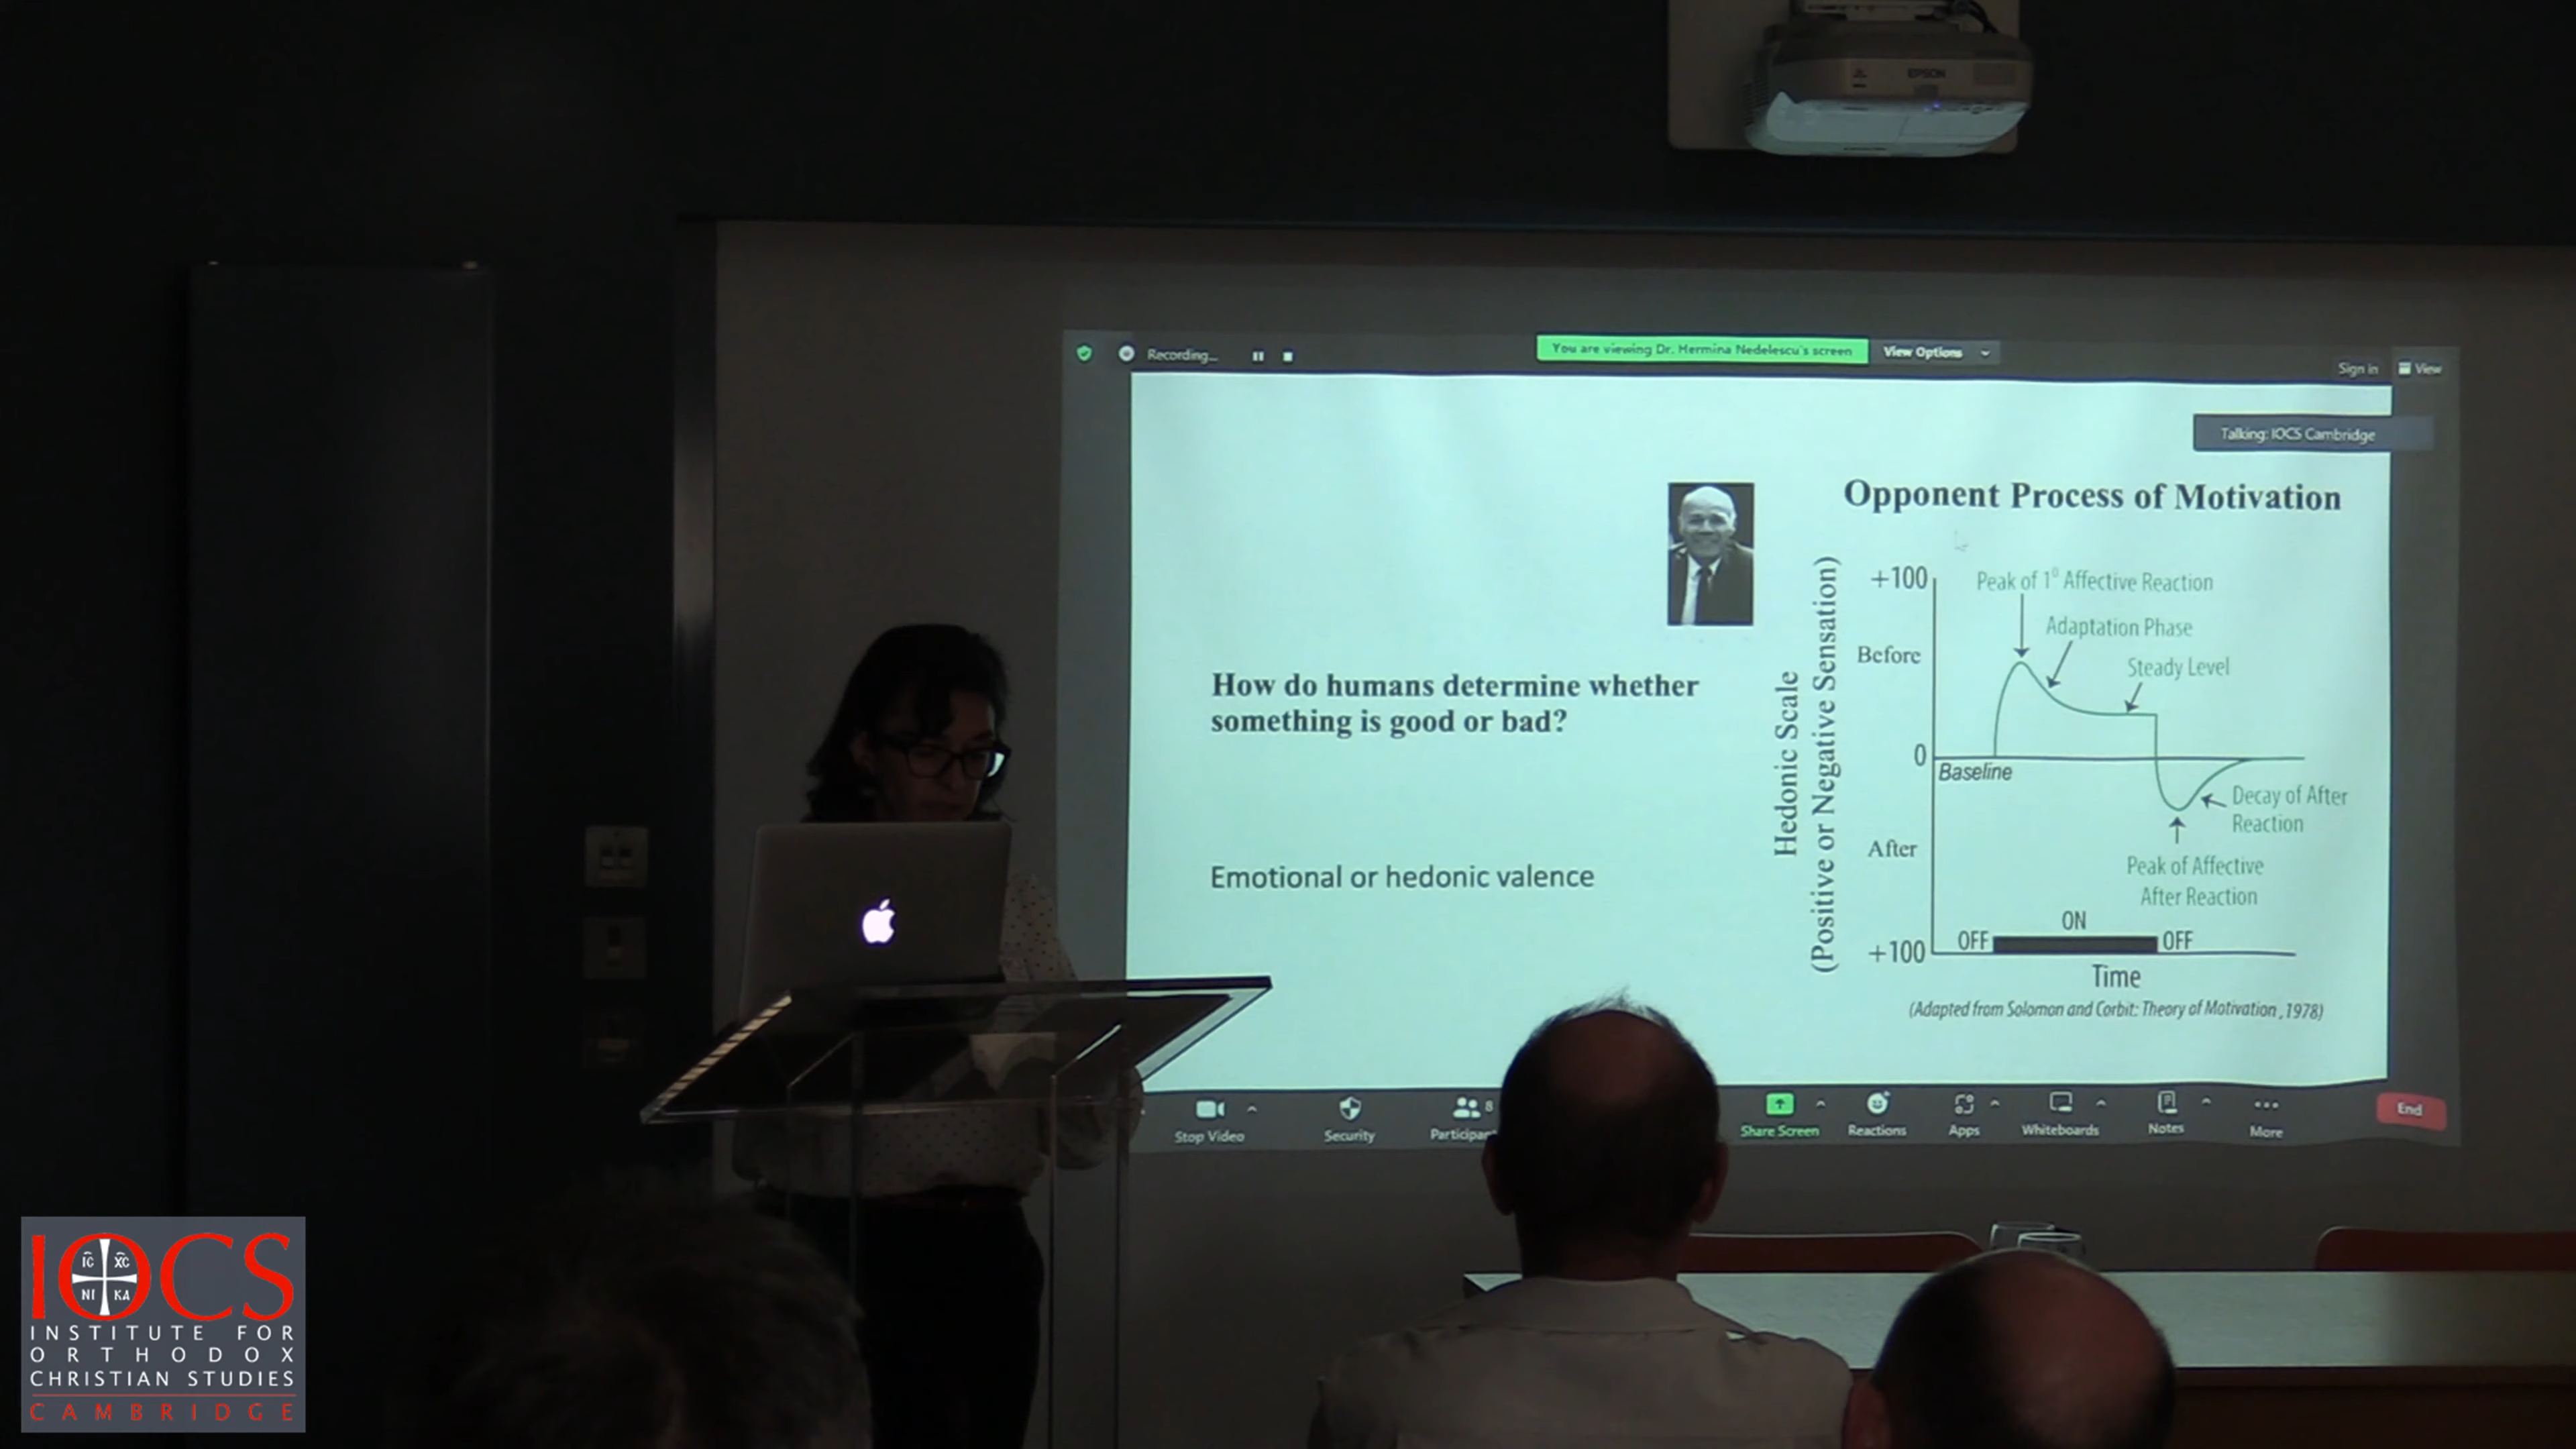 EPSON
Recording...
You are viewing Dr. Hermina Nedelescu's screen
View Options
Sign in
View
Talking: IOCS Cambridge
Opponent Process of Motivation
How do humans determine whether
something is good or bad?
Emotional or hedonic valence
Hedonic Scale
(Positive or Negative Sensation)
+100
Before
0
After
+100
Peak of 1° Affective Reaction
Adaptation Phase
Steady Level
Baseline
Decay of After
Reaction
Peak of Affective
After Reaction
OFF
ON
OFF
Time
(Adapted from Solomon and Corbit: Theory of Motivation ,1978)
Stop Video
Security
8
Share Screen
Reactions
Apps
Whiteboards
Notes
More
End
IOCS
IC XC
NI KA
INSTITUTE FOR
ORTHODOX
CHRISTIAN STUDIES
CAMBRIDGE